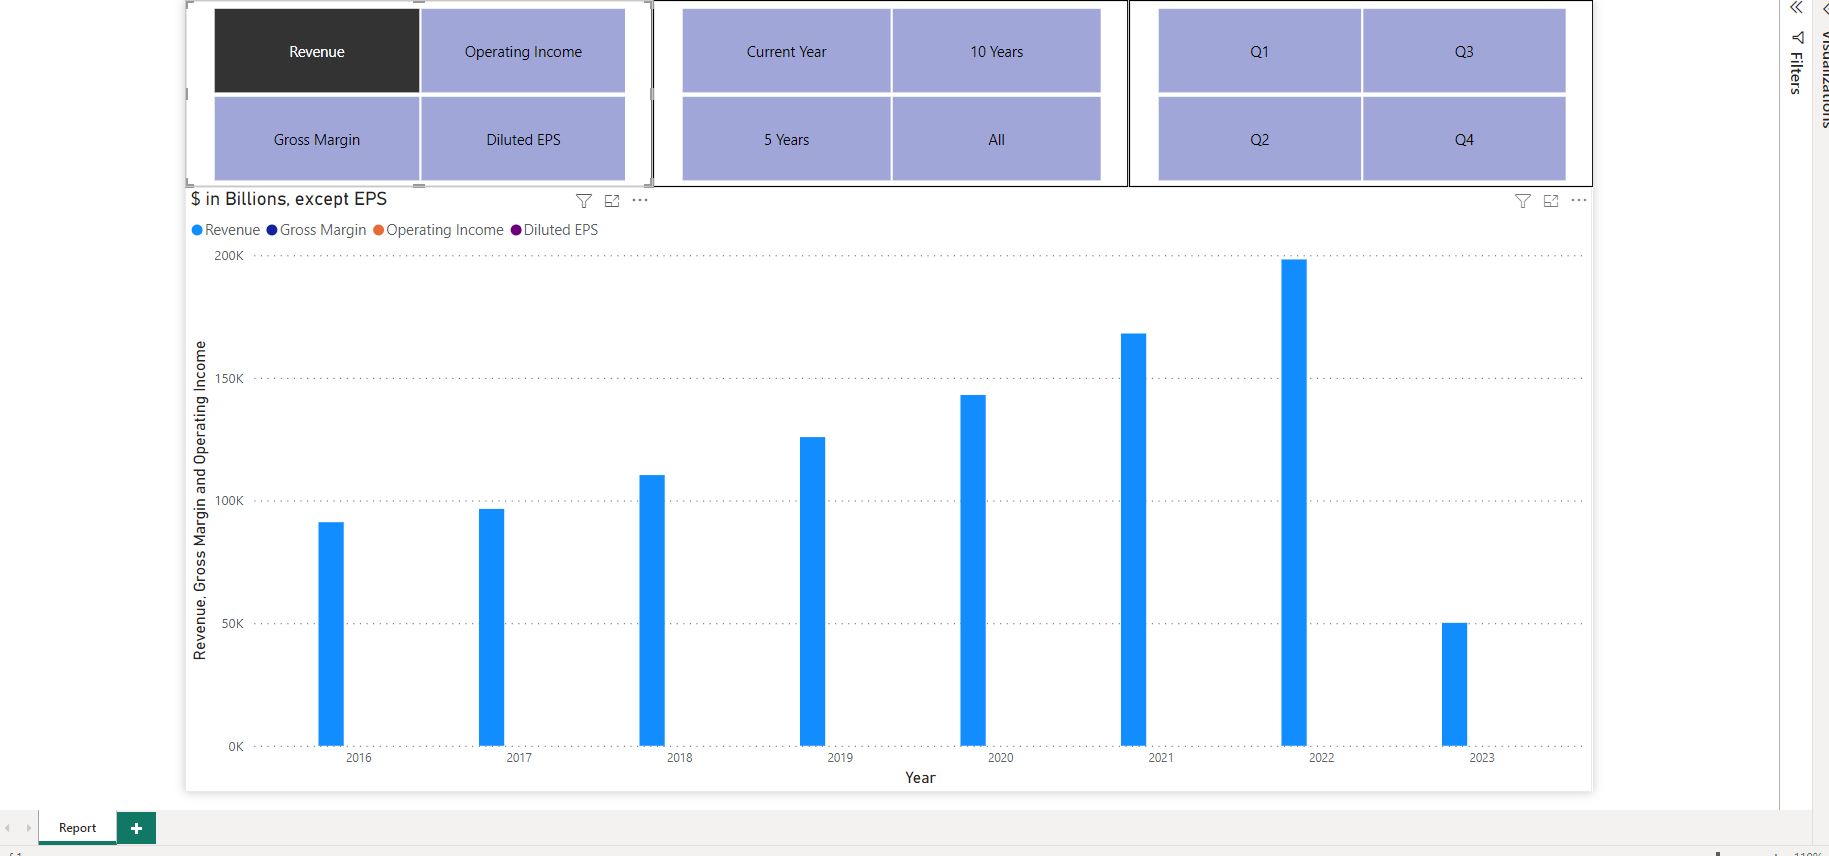 Revenue Operating Income Current Year 10 Years Q1 Q3
Gross Margin Diluted EPS 5 Years All Q2 Q4
$ in Billions, except EPS
Revenue Gross Margin Operating Income Diluted EPS
200K
150K
100K
50K
0K
Revenue, Gross Margin and Operating Income
2016 2017 2018 2019 2020 2021 2022 2023
Year
Filters
Visualizations
Report